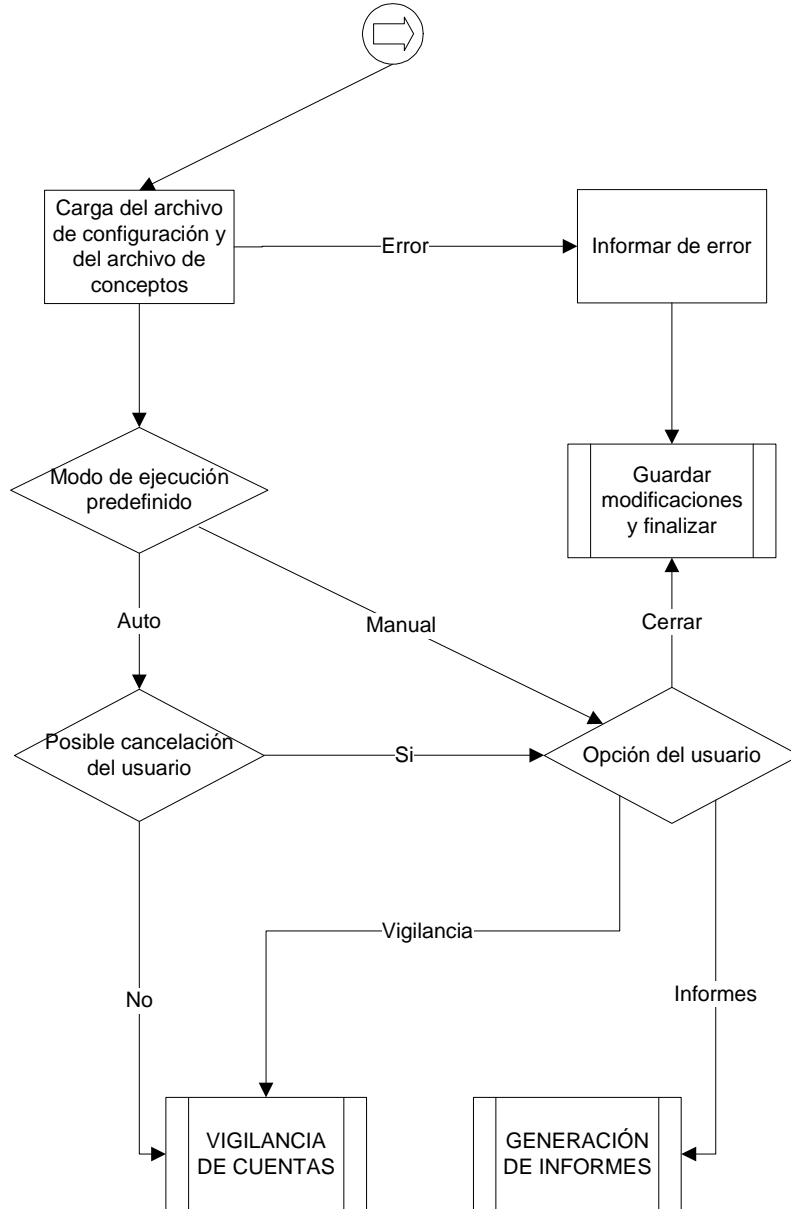 Carga del archivo
de configuración y
del archivo de
conceptos
Error
Informar de error
Modo de ejecución
predefinido
Guardar
modificaciones
y finalizar
Auto
Manual
Cerrar
Posible cancelación
del usuario
Si
Opción del usuario
Vigilancia
No
Informes
VIGILANCIA
DE CUENTAS
GENERACIÓN
DE INFORMES